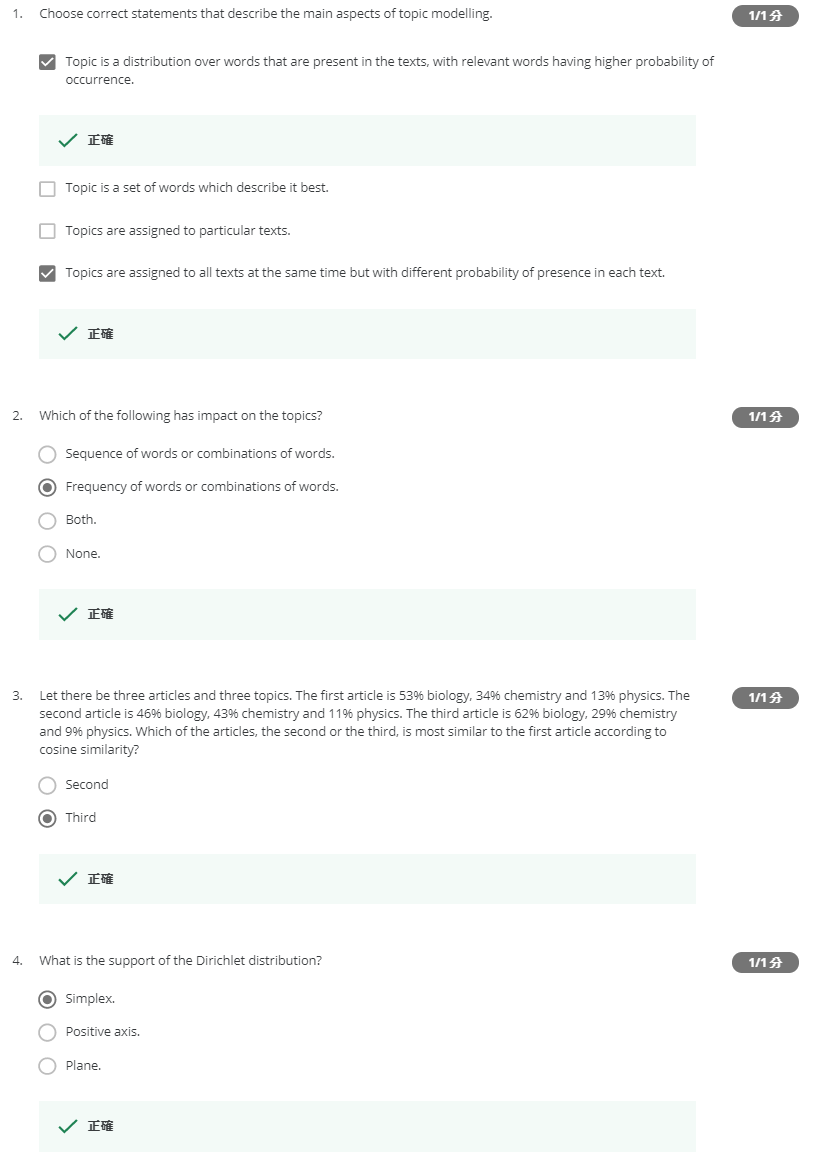 1. Choose correct statements that describe the main aspects of topic modelling.
1/1 分
Topic is a distribution over words that are present in the texts, with relevant words having higher probability of
occurrence.
正確
Topic is a set of words which describe it best.
Topics are assigned to particular texts.
Topics are assigned to all texts at the same time but with different probability of presence in each text.
正確
2. Which of the following has impact on the topics?
1/1 分
Sequence of words or combinations of words.
Frequency of words or combinations of words.
Both.
None.
正確
3. Let there be three articles and three topics. The first article is 53% biology, 34% chemistry and 13% physics. The
1/1 分
second article is 46% biology, 43% chemistry and 11% physics. The third article is 62% biology, 29% chemistry
and 9% physics. Which of the articles, the second or the third, is most similar to the first article according to
cosine similarity?
Second
Third
正確
4. What is the support of the Dirichlet distribution?
1/1 分
Simplex.
Positive axis.
Plane.
正確